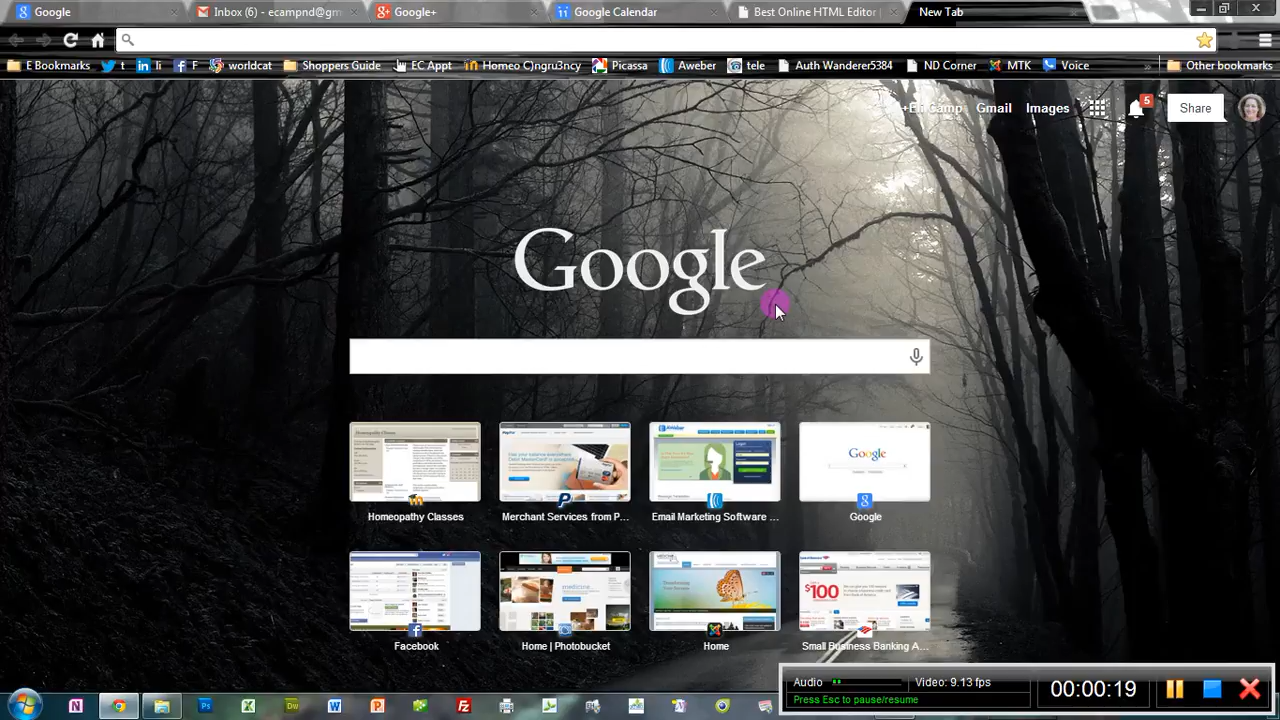 Google
Inbox (6) - ecampnd@gm
Google+
Google Calendar
Best Online HTML Editor |
New Tab
E Bookmarks
t
li
F
worldcat
Shoppers Guide
EC Appt
Homeo C)ngru3ncy
Picassa
Aweber
tele
Auth Wanderer5384
ND Corner
MTK
Voice
»
Other bookmarks
Gmail
Images
5
Share
Google
Homeopathy Classes
Merchant Services from P...
Email Marketing Software ...
Google
Facebook
Home | Photobucket
Home
Small Business Banking A...
Audio
Video: 9.13 fps
Press Esc to pause/resume
00:00:19